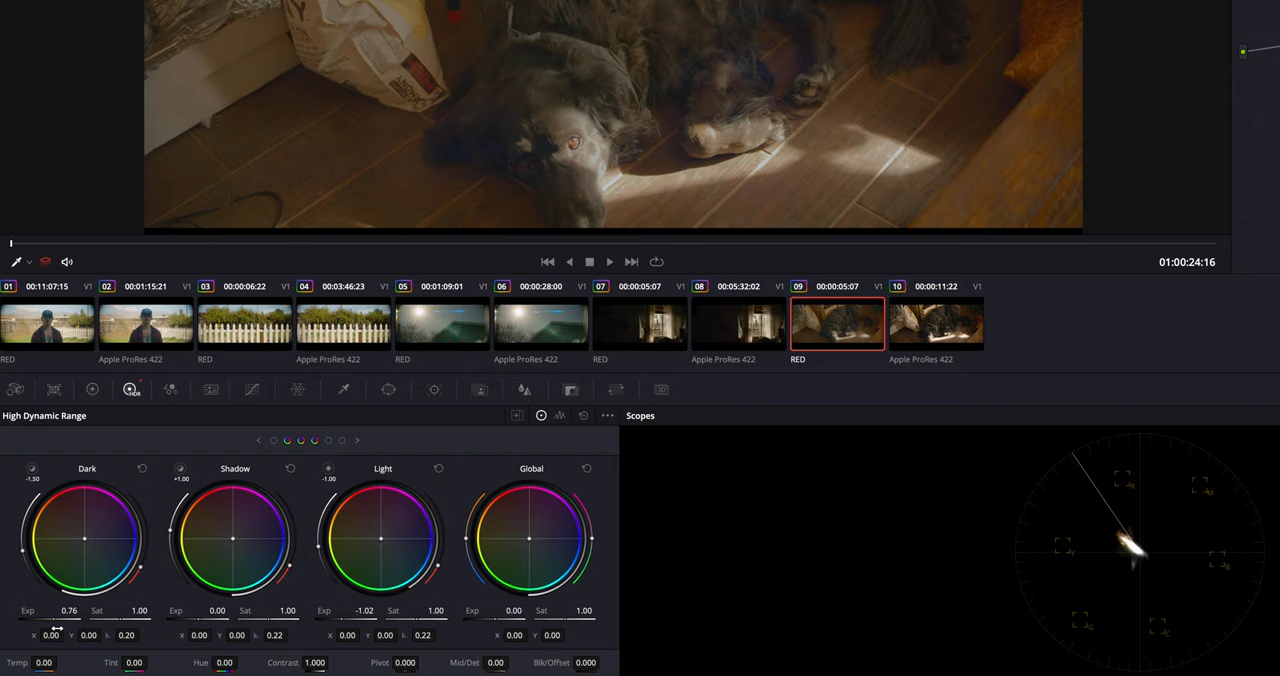 ANCHOR
01:00:24:16
01 00:11:07:15 V1 02 00:01:15:21 V1 03 00:00:06:22 V1 04 00:03:46:23 V1 05 00:01:09:01 V1 06 00:00:28:00 V1 07 00:00:05:07 V1 08 00:05:32:02 V1 09 00:00:05:07 V1 10 00:00:11:22 V1
RED Apple ProRes 422 RED Apple ProRes 422 RED Apple ProRes 422 RED Apple ProRes 422 RED Apple ProRes 422
HDR 3D
High Dynamic Range Scopes
Dark Shadow Light Global
-1.50 +1.00 -1.00
R M
Y B
G C
Exp 0.76 Sat 1.00 Exp 0.00 Sat 1.00 Exp -1.02 Sat 1.00 Exp 0.00 Sat 1.00
X 0.00 Y 0.00 0.20 X 0.00 Y 0.00 0.22 X 0.00 Y 0.00 0.22 X 0.00 Y 0.00
Temp 0.00 Tint 0.00 Hue 0.00 Contrast 1.000 Pivot 0.000 Mid/Det 0.00 Blk/Offset 0.000